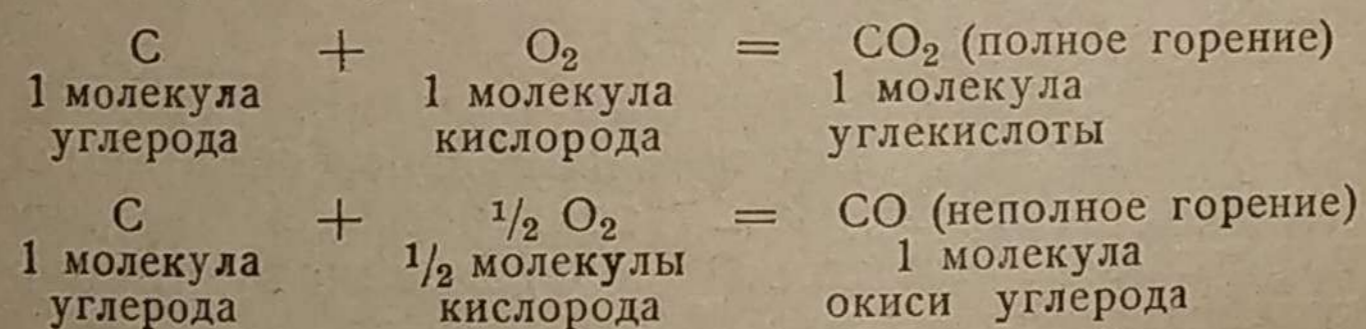 C + O₂ = CO₂ (полное горение)
1 молекула 1 молекула 1 молекула
углерода кислорода углекислоты
C + ¹/₂ O₂ = CO (неполное горение)
1 молекула ¹/₂ молекулы 1 молекула
углерода кислорода окиси углерода